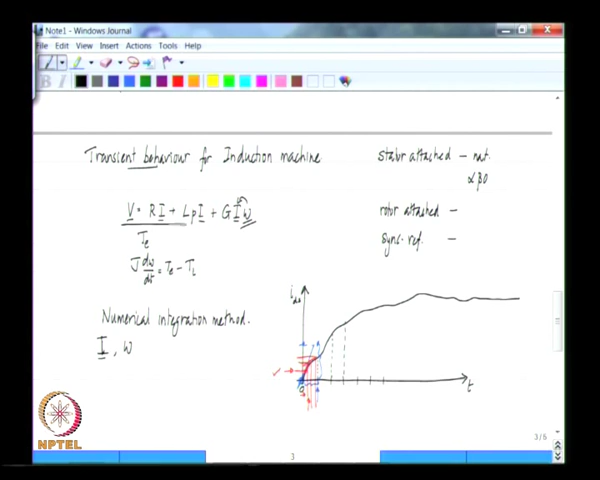 Note1 - Windows Journal
File Edit View Insert Actions Tools Help
B I
Transient behaviour for Induction machine
V = RI + LpI + GIω
Te
J dω/dt = Te - TL
Numerical integration method.
I, ω
stator attached - nat.
αβ0
rotor attached -
sync. ref. -
t
0
NPTEL
3
3/5